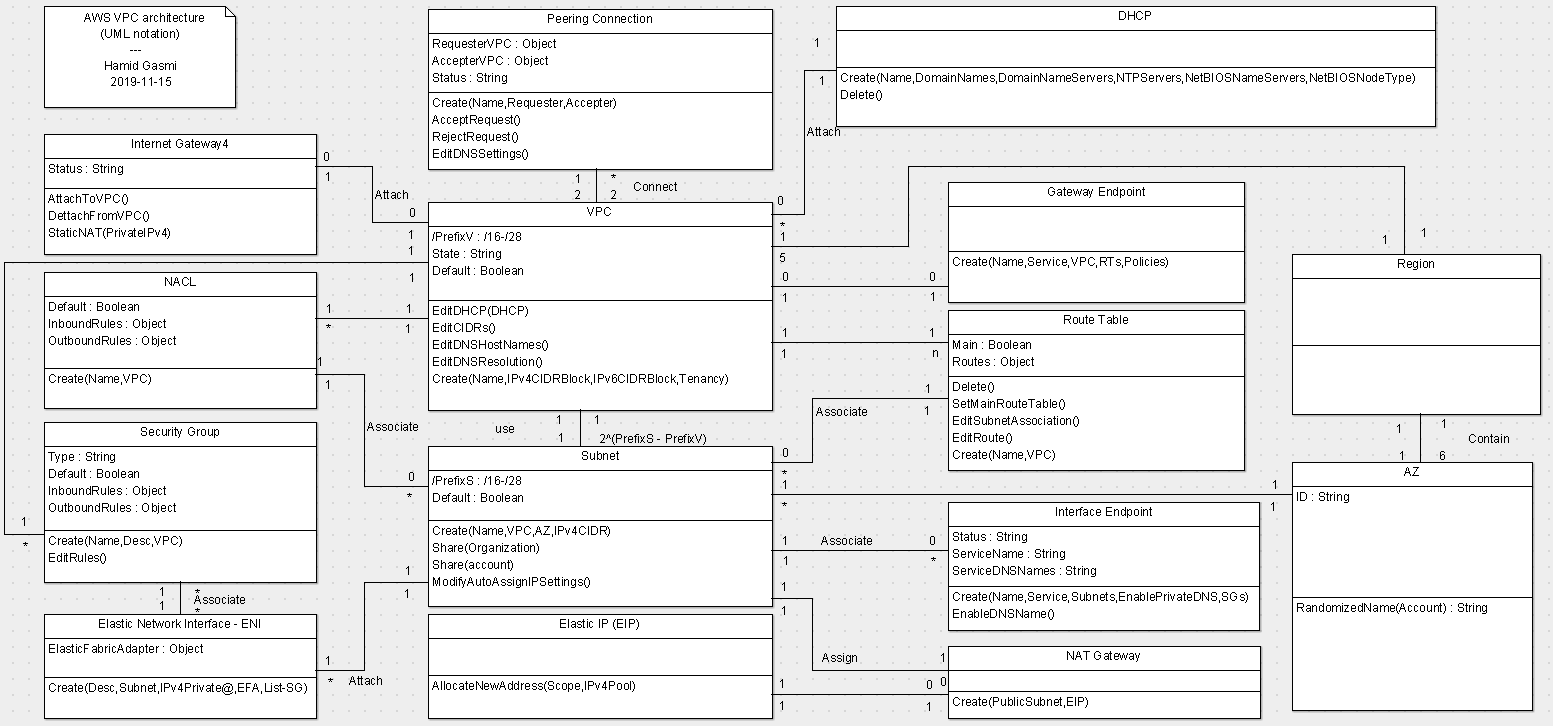 AWS VPC architecture
(UML notation)
---
Hamid Gasmi
2019-11-15
Peering Connection
RequesterVPC : Object
AccepterVPC : Object
Status : String
Create(Name,Requester,Accepter)
AcceptRequest()
RejectRequest()
EditDNSSettings()
DHCP
Create(Name,DomainNames,DomainNameServers,NTPServers,NetBIOSNameServers,NetBIOSNodeType)
Delete()
1
1
Attach
Internet Gateway4
Status : String
AttachToVPC()
DettachFromVPC()
StaticNAT(PrivateIPv4)
0
1
Attach
0
1
1 *
2 2
Connect
VPC
/PrefixV : /16-/28
State : String
Default : Boolean
EditDHCP(DHCP)
EditCIDRs()
EditDNSHostNames()
EditDNSResolution()
Create(Name,IPv4CIDRBlock,IPv6CIDRBlock,Tenancy)
0
*
1
5
1
1
Gateway Endpoint
Create(Name,Service,VPC,RTs,Policies)
0
1
0
1
Region
1
1
NACL
Default : Boolean
InboundRules : Object
OutboundRules : Object
Create(Name,VPC)
1
*
1
1
1
1
Associate
0
*
Route Table
Main : Boolean
Routes : Object
Delete()
SetMainRouteTable()
EditSubnetAssociation()
EditRoute()
Create(Name,VPC)
1
1
1
n
1
1
Associate
0
*
use
1 1
1 2^(PrefixS - PrefixV)
Security Group
Type : String
Default : Boolean
InboundRules : Object
OutboundRules : Object
Create(Name,Desc,VPC)
EditRules()
1
*
Subnet
/PrefixS : /16-/28
Default : Boolean
Create(Name,VPC,AZ,IPv4CIDR)
Share(Organization)
Share(account)
ModifyAutoAssignIPSettings()
1
*
1
1
1 1
1 6
Contain
AZ
ID : String
RandomizedName(Account) : String
Interface Endpoint
Status : String
ServiceName : String
ServiceDNSNames : String
Create(Name,Service,Subnets,EnablePrivateDNS,SGs)
EnableDNSName()
1
1
Associate
0
*
1 *
1 *
Associate
Elastic Network Interface - ENI
ElasticFabricAdapter : Object
Create(Desc,Subnet,IPv4Private@,EFA,List-SG)
1
1
1
*
Attach
Elastic IP (EIP)
AllocateNewAddress(Scope,IPv4Pool)
1
1
Assign
1
0
NAT Gateway
Create(PublicSubnet,EIP)
1
1
0
1